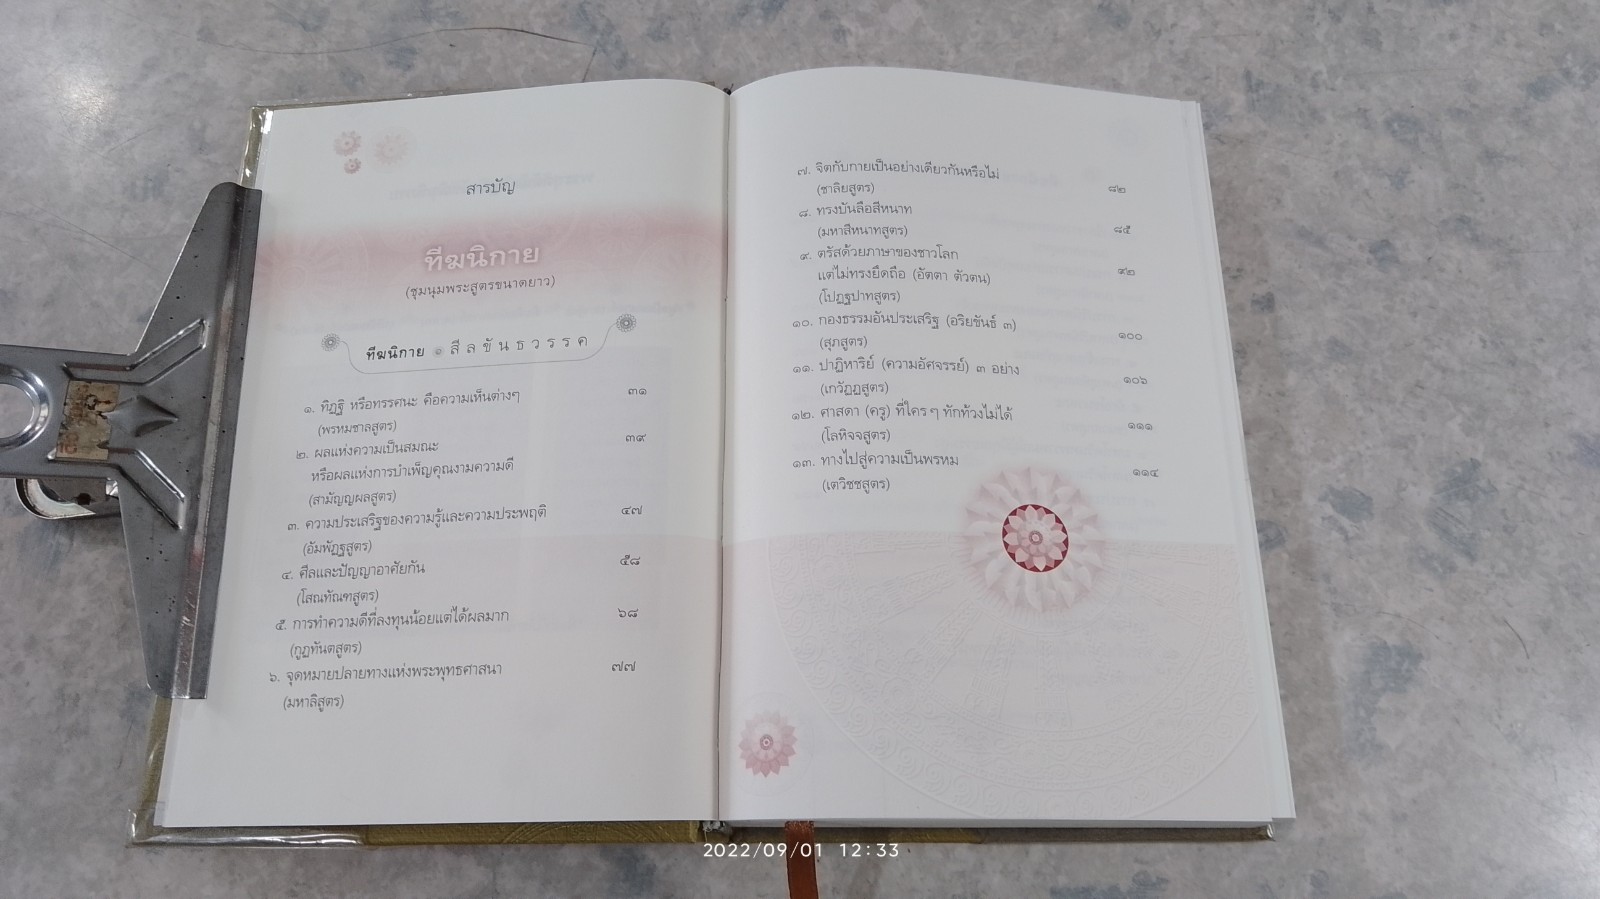 สารบัญ
ทีฆนิกาย
(ชุมนุมพระสูตรขนาดยาว)
ทีฆนิกาย ๑ สีลขันธวรรค
๑. ทิฏฐิ หรือทรรศนะ คือความเห็นต่างๆ ๓๑
(พรหมชาลสูตร)
๒. ผลแห่งความเป็นสมณะ ๓๙
หรือผลแห่งการบำเพ็ญคุณงามความดี
(สามัญญผลสูตร)
๓. ความประเสริฐของความรู้และความประพฤติ ๔๗
(อัมพัฏฐสูตร)
๔. ศีลและปัญญาอาศัยกัน ๕๘
(โสณทัณฑสูตร)
๕. การทำความดีที่ลงทุนน้อยแต่ได้ผลมาก ๖๘
(กูฏทันตสูตร)
๖. จุดหมายปลายทางแห่งพระพุทธศาสนา ๗๗
(มหาลิสูตร)
๗. จิตกับกายเป็นอย่างเดียวกันหรือไม่
(ชาลิยสูตร) ๘๒
๘. ทรงบันลือสีหนาท
(มหาสีหนาทสูตร) ๘๕
๙. ตรัสด้วยภาษาของชาวโลก
แต่ไม่ทรงยึดถือ (อัตตา ตัวตน) ๙๒
(โปฏฐปาทสูตร)
๑๐. กองธรรมอันประเสริฐ (อริยขันธ์ ๓)
(สุภสูตร) ๑๐๐
๑๑. ปาฏิหาริย์ (ความอัศจรรย์) ๓ อย่าง
(เกวัฏฏสูตร) ๑๐๖
๑๒. ศาสดา (ครู) ที่ใครๆ ทักท้วงไม่ได้
(โลหิจจสูตร) ๑๑๑
๑๓. ทางไปสู่ความเป็นพรหม
(เตวิชชสูตร) ๑๑๔
2022/09/01 12:33